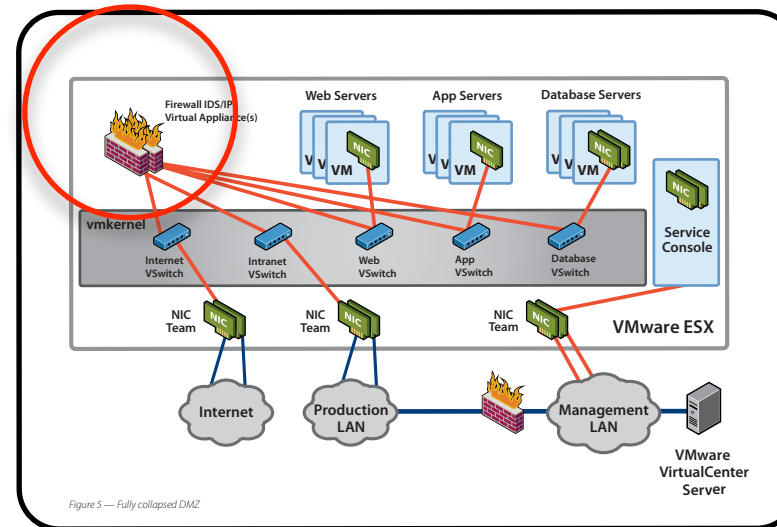 Firewall IDS/IP
Virtual Appliance(s)
Web Servers
App Servers
Database Servers
V
V
VM
NIC
V
V
VM
NIC
V
V
VM
NIC
NIC
Service
Console
vmkernel
Internet
VSwitch
Intranet
VSwitch
Web
VSwitch
App
VSwitch
Database
VSwitch
NIC
Team
NIC
NIC
Team
NIC
NIC
Team
NIC
VMware ESX
Internet
Production
LAN
Management
LAN
VMware
VirtualCenter
Server
Figure 5 — Fully collapsed DMZ